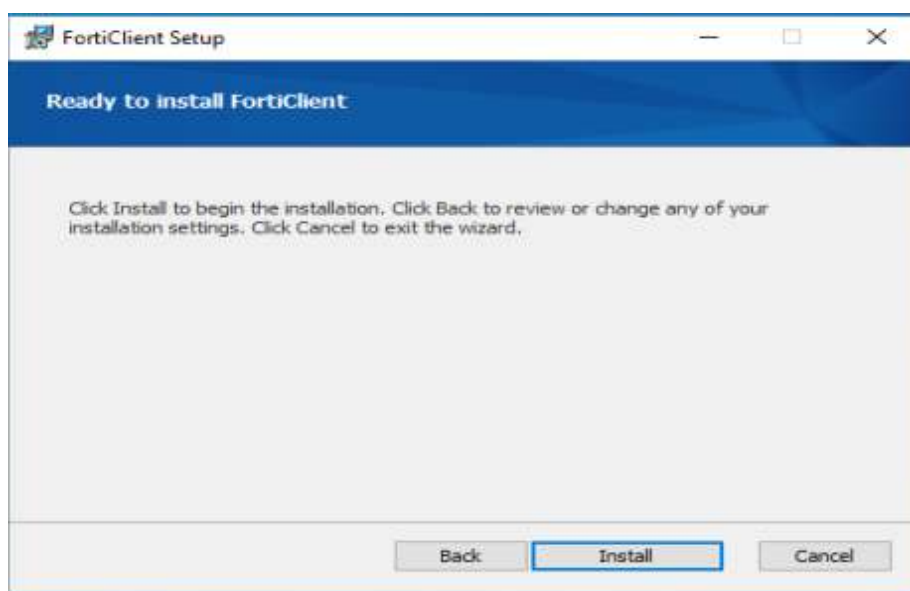 FortiClient Setup
Ready to install FortiClient
Click Install to begin the installation. Click Back to review or change any of your
installation settings. Click Cancel to exit the wizard.
Back Install Cancel